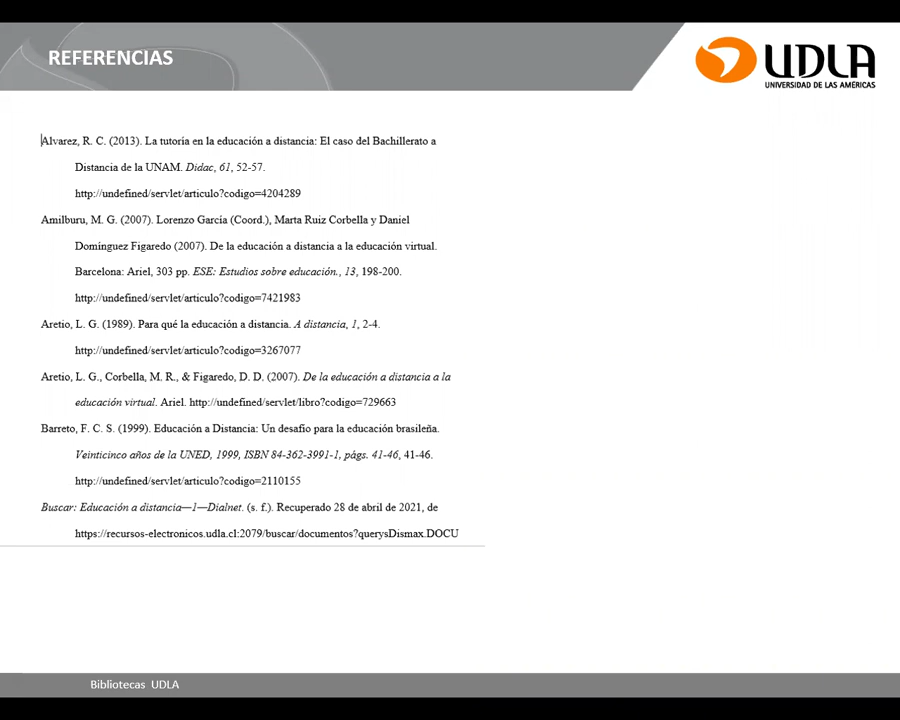 REFERENCIAS
UDLA
UNIVERSIDAD DE LAS AMÉRICAS
Alvarez, R. C. (2013). La tutoría en la educación a distancia: El caso del Bachillerato a
Distancia de la UNAM. Didac, 61, 52-57.
http://undefined/servlet/articulo?codigo=4204289
Amilburu, M. G. (2007). Lorenzo García (Coord.), Marta Ruiz Corbella y Daniel
Domínguez Figaredo (2007). De la educación a distancia a la educación virtual.
Barcelona: Ariel, 303 pp. ESE: Estudios sobre educación., 13, 198-200.
http://undefined/servlet/articulo?codigo=7421983
Aretio, L. G. (1989). Para qué la educación a distancia. A distancia, 1, 2-4.
http://undefined/servlet/articulo?codigo=3267077
Aretio, L. G., Corbella, M. R., & Figaredo, D. D. (2007). De la educación a distancia a la
educación virtual. Ariel. http://undefined/servlet/libro?codigo=729663
Barreto, F. C. S. (1999). Educación a Distancia: Un desafío para la educación brasileña.
Veinticinco años de la UNED, 1999, ISBN 84-362-3991-1, págs. 41-46, 41-46.
http://undefined/servlet/articulo?codigo=2110155
Buscar: Educación a distancia—1—Dialnet. (s. f.). Recuperado 28 de abril de 2021, de
https://recursos-electronicos.udla.cl:2079/buscar/documentos?querysDismax.DOCU
Bibliotecas UDLA